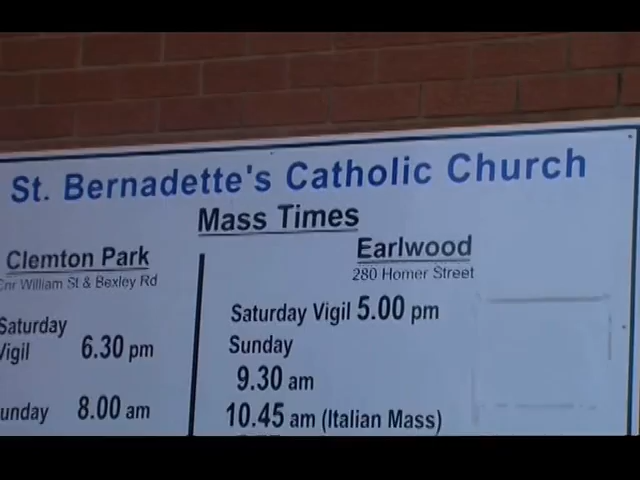 St. Bernadette's Catholic Church
Mass Times
Clemton Park
Cnr William St & Bexley Rd
Saturday Vigil 6.30 pm
Sunday 8.00 am
Earlwood
280 Homer Street
Saturday Vigil 5.00 pm
Sunday
9.30 am
10.45 am (Italian Mass)